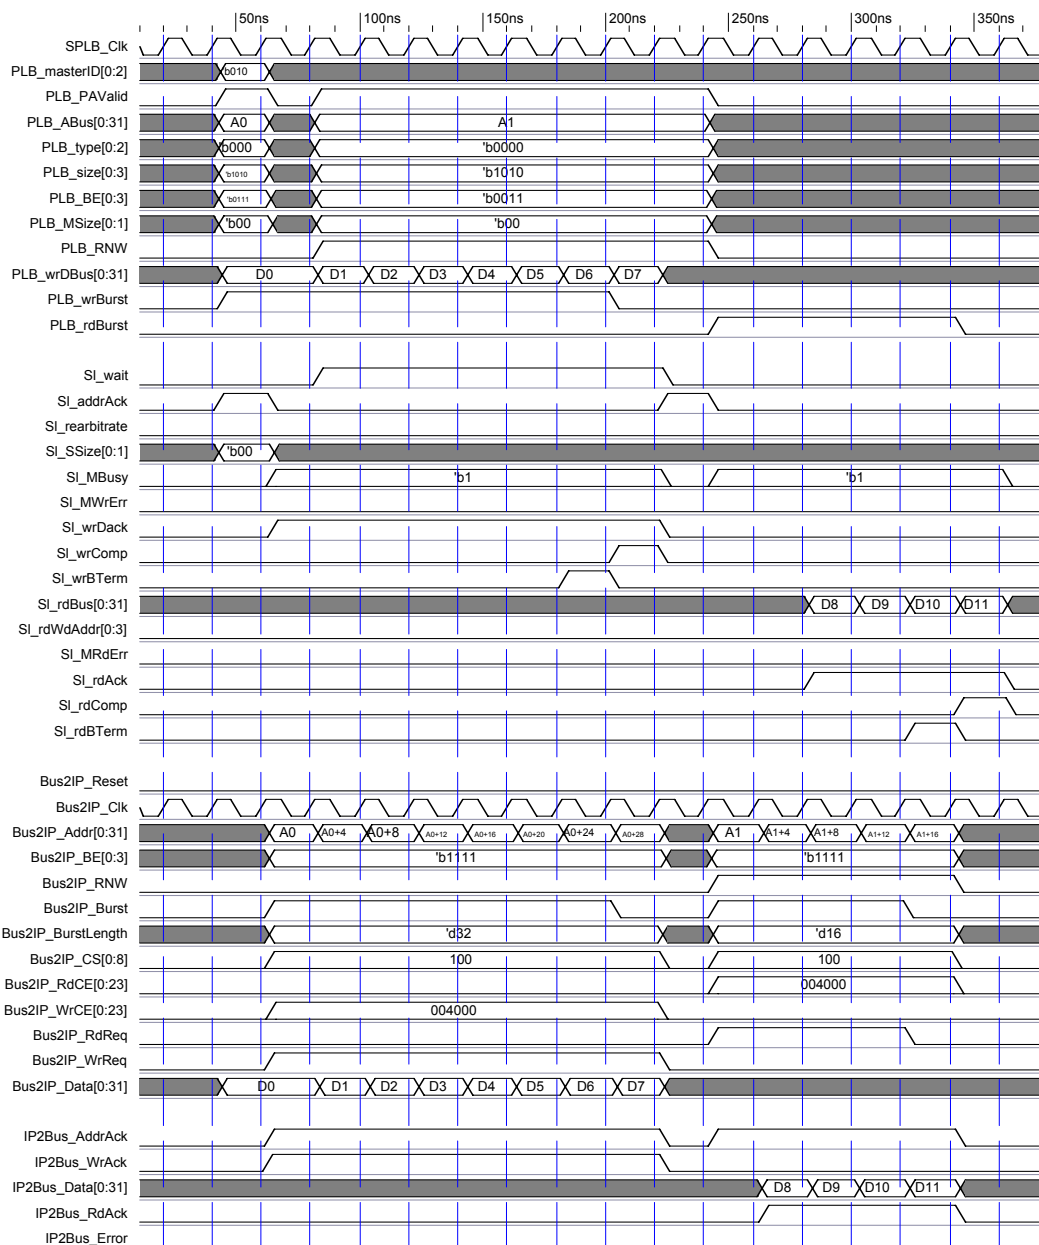 50ns 100ns 150ns 200ns 250ns 300ns 350ns
SPLB_Clk
PLB_masterID[0:2] b010
PLB_PAValid
PLB_ABus[0:31] A0 A1
PLB_type[0:2] 'b000 'b0000
PLB_size[0:3] 'b1010 'b1010
PLB_BE[0:3] 'b0111 'b0011
PLB_MSize[0:1] 'b00 'b00
PLB_RNW
PLB_wrDBus[0:31] D0 D1 D2 D3 D4 D5 D6 D7
PLB_wrBurst
PLB_rdBurst
Sl_wait
Sl_addrAck
Sl_rearbitrate
Sl_SSize[0:1] 'b00
Sl_MBusy 'b1 'b1
Sl_MWrErr
Sl_wrDack
Sl_wrComp
Sl_wrBTerm
Sl_rdBus[0:31] D8 D9 D10 D11
Sl_rdWdAddr[0:3]
Sl_MRdErr
Sl_rdAck
Sl_rdComp
Sl_rdBTerm
Bus2IP_Reset
Bus2IP_Clk
Bus2IP_Addr[0:31] A0 A0+4 A0+8 A0+12 A0+16 A0+20 A0+24 A0+28 A1 A1+4 A1+8 A1+12 A1+16
Bus2IP_BE[0:3] 'b1111 'b1111
Bus2IP_RNW
Bus2IP_Burst
Bus2IP_BurstLength 'd32 'd16
Bus2IP_CS[0:8] 100 100
Bus2IP_RdCE[0:23] 004000
Bus2IP_WrCE[0:23] 004000
Bus2IP_RdReq
Bus2IP_WrReq
Bus2IP_Data[0:31] D0 D1 D2 D3 D4 D5 D6 D7
IP2Bus_AddrAck
IP2Bus_WrAck
IP2Bus_Data[0:31] D8 D9 D10 D11
IP2Bus_RdAck
IP2Bus_Error